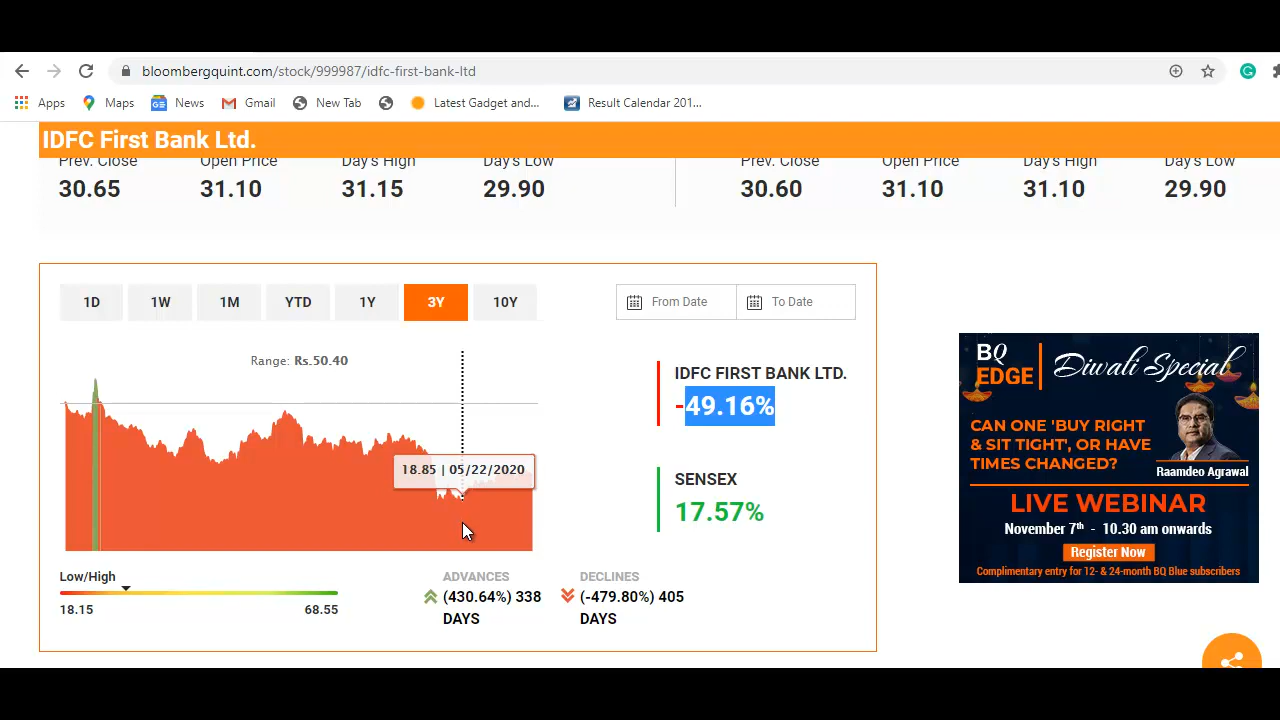 bloombergquint.com/stock/999987/idfc-first-bank-ltd
Apps Maps News Gmail New Tab Latest Gadget and... Result Calendar 201...
IDFC First Bank Ltd.
Prev. Close Open Price Day's High Day's Low Prev. Close Open Price Day's High Day's Low
30.65 31.10 31.15 29.90 30.60 31.10 31.10 29.90
1D 1W 1M YTD 1Y 3Y 10Y From Date To Date
Range: Rs.50.40
IDFC FIRST BANK LTD.
-49.16%
18.85 | 05/22/2020
SENSEX
17.57%
Low/High
18.15 68.55
ADVANCES
(430.64%) 338
DAYS
DECLINES
(-479.80%) 405
DAYS
BQ
EDGE
Diwali Special
CAN ONE 'BUY RIGHT
& SIT TIGHT', OR HAVE
TIMES CHANGED?
Raamdeo Agrawal
LIVE WEBINAR
November 7th - 10.30 am onwards
Register Now
Complimentary entry for 12- & 24-month BQ Blue subscribers